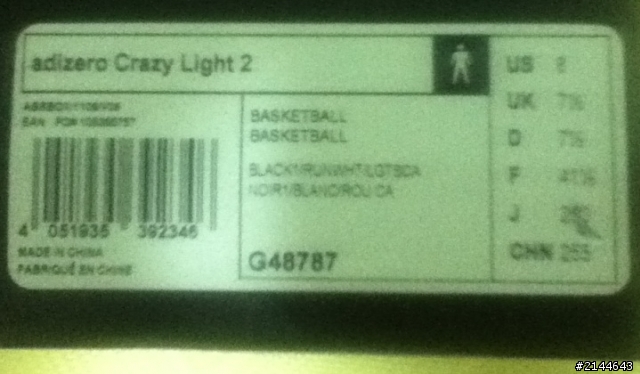 adizero Crazy Light 2
BASKETBALL
BASKETBALL
BLACK1/RUNWHT/LGTSCA
NOIR1/BLANC/ROU CA
G48787
4 051935 392346
MADE IN CHINA
FABRIQUÉ EN CHINE
US 8
UK 7½
D 7½
F 41⅓
J
CHN 255
#2144643